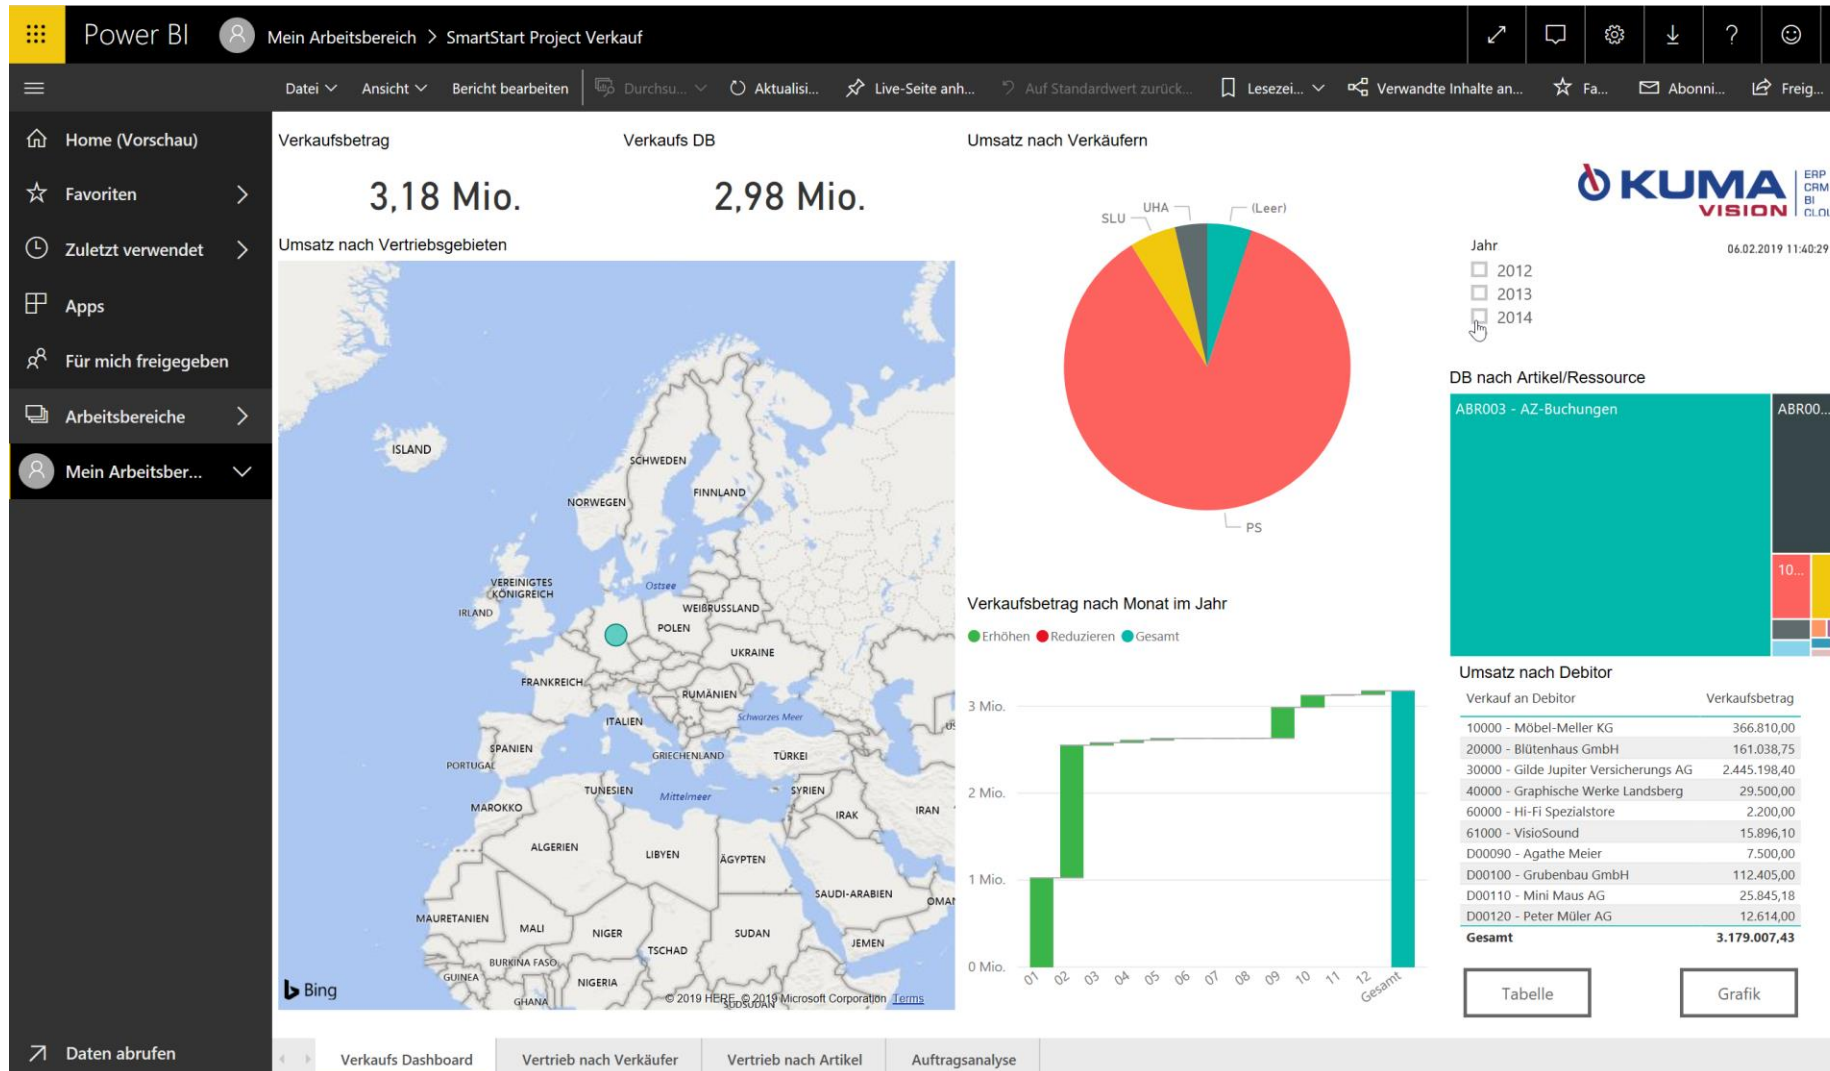 Power BI
Mein Arbeitsbereich > SmartStart Project Verkauf
Datei
Ansicht
Bericht bearbeiten
Durchsu...
Aktualisi...
Live-Seite anh...
Auf Standardwert zurück...
Lesezei...
Verwandte Inhalte an...
Fa...
Abonni...
Freig...
Home (Vorschau)
Favoriten
Zuletzt verwendet
Apps
Für mich freigegeben
Arbeitsbereiche
Mein Arbeitsber...
Daten abrufen
Verkaufsbetrag
3,18 Mio.
Verkaufs DB
2,98 Mio.
Umsatz nach Vertriebsgebieten
ISLAND
SCHWEDEN
FINNLAND
NORWEGEN
VEREINIGTES
KÖNIGREICH
Ostsee
IRLAND
WEIẞRUSSLAND
POLEN
UKRAINE
FRANKREICH
RUMÄNIEN
ITALIEN
Schwarzes Meer
SPANIEN
PORTUGAL
GRIECHENLAND
TÜRKEI
TUNESIEN
Mittelmeer
SYRIEN
MAROKKO
IRAK
IRAN
ALGERIEN
LIBYEN
ÄGYPTEN
SAUDI-ARABIEN
OMAN
MAURETANIEN
MALI
NIGER
SUDAN
TSCHAD
JEMEN
BURKINA FASO
GUINEA
NIGERIA
GHANA
SÜDSUDAN
Bing
© 2019 HERE, © 2019 Microsoft Corporation Terms
Umsatz nach Verkäufern
UHA
(Leer)
SLU
PS
Verkaufsbetrag nach Monat im Jahr
Erhöhen Reduzieren Gesamt
3 Mio.
2 Mio.
1 Mio.
0 Mio.
01 02 03 04 05 06 07 08 09 10 11 12 Gesamt
KUMA
VISION
ERP
CRM
BI
Jahr
06.02.2019 11:40:29
2012
2013
2014
DB nach Artikel/Ressource
ABR003 - AZ-Buchungen
ABR00...
10...
Umsatz nach Debitor
Verkauf an Debitor Verkaufsbetrag
10000 - Möbel-Meller KG 366.810,00
20000 - Blütenhaus GmbH 161.038,75
30000 - Gilde Jupiter Versicherungs AG 2.445.198,40
40000 - Graphische Werke Landsberg 29.500,00
60000 - Hi-Fi Spezialstore 2.200,00
61000 - VisioSound 15.896,10
D00090 - Agathe Meier 7.500,00
D00100 - Grubenbau GmbH 112.405,00
D00110 - Mini Maus AG 25.845,18
D00120 - Peter Müler AG 12.614,00
Gesamt 3.179.007,43
Tabelle
Grafik
Verkaufs Dashboard
Vertrieb nach Verkäufer
Vertrieb nach Artikel
Auftragsanalyse